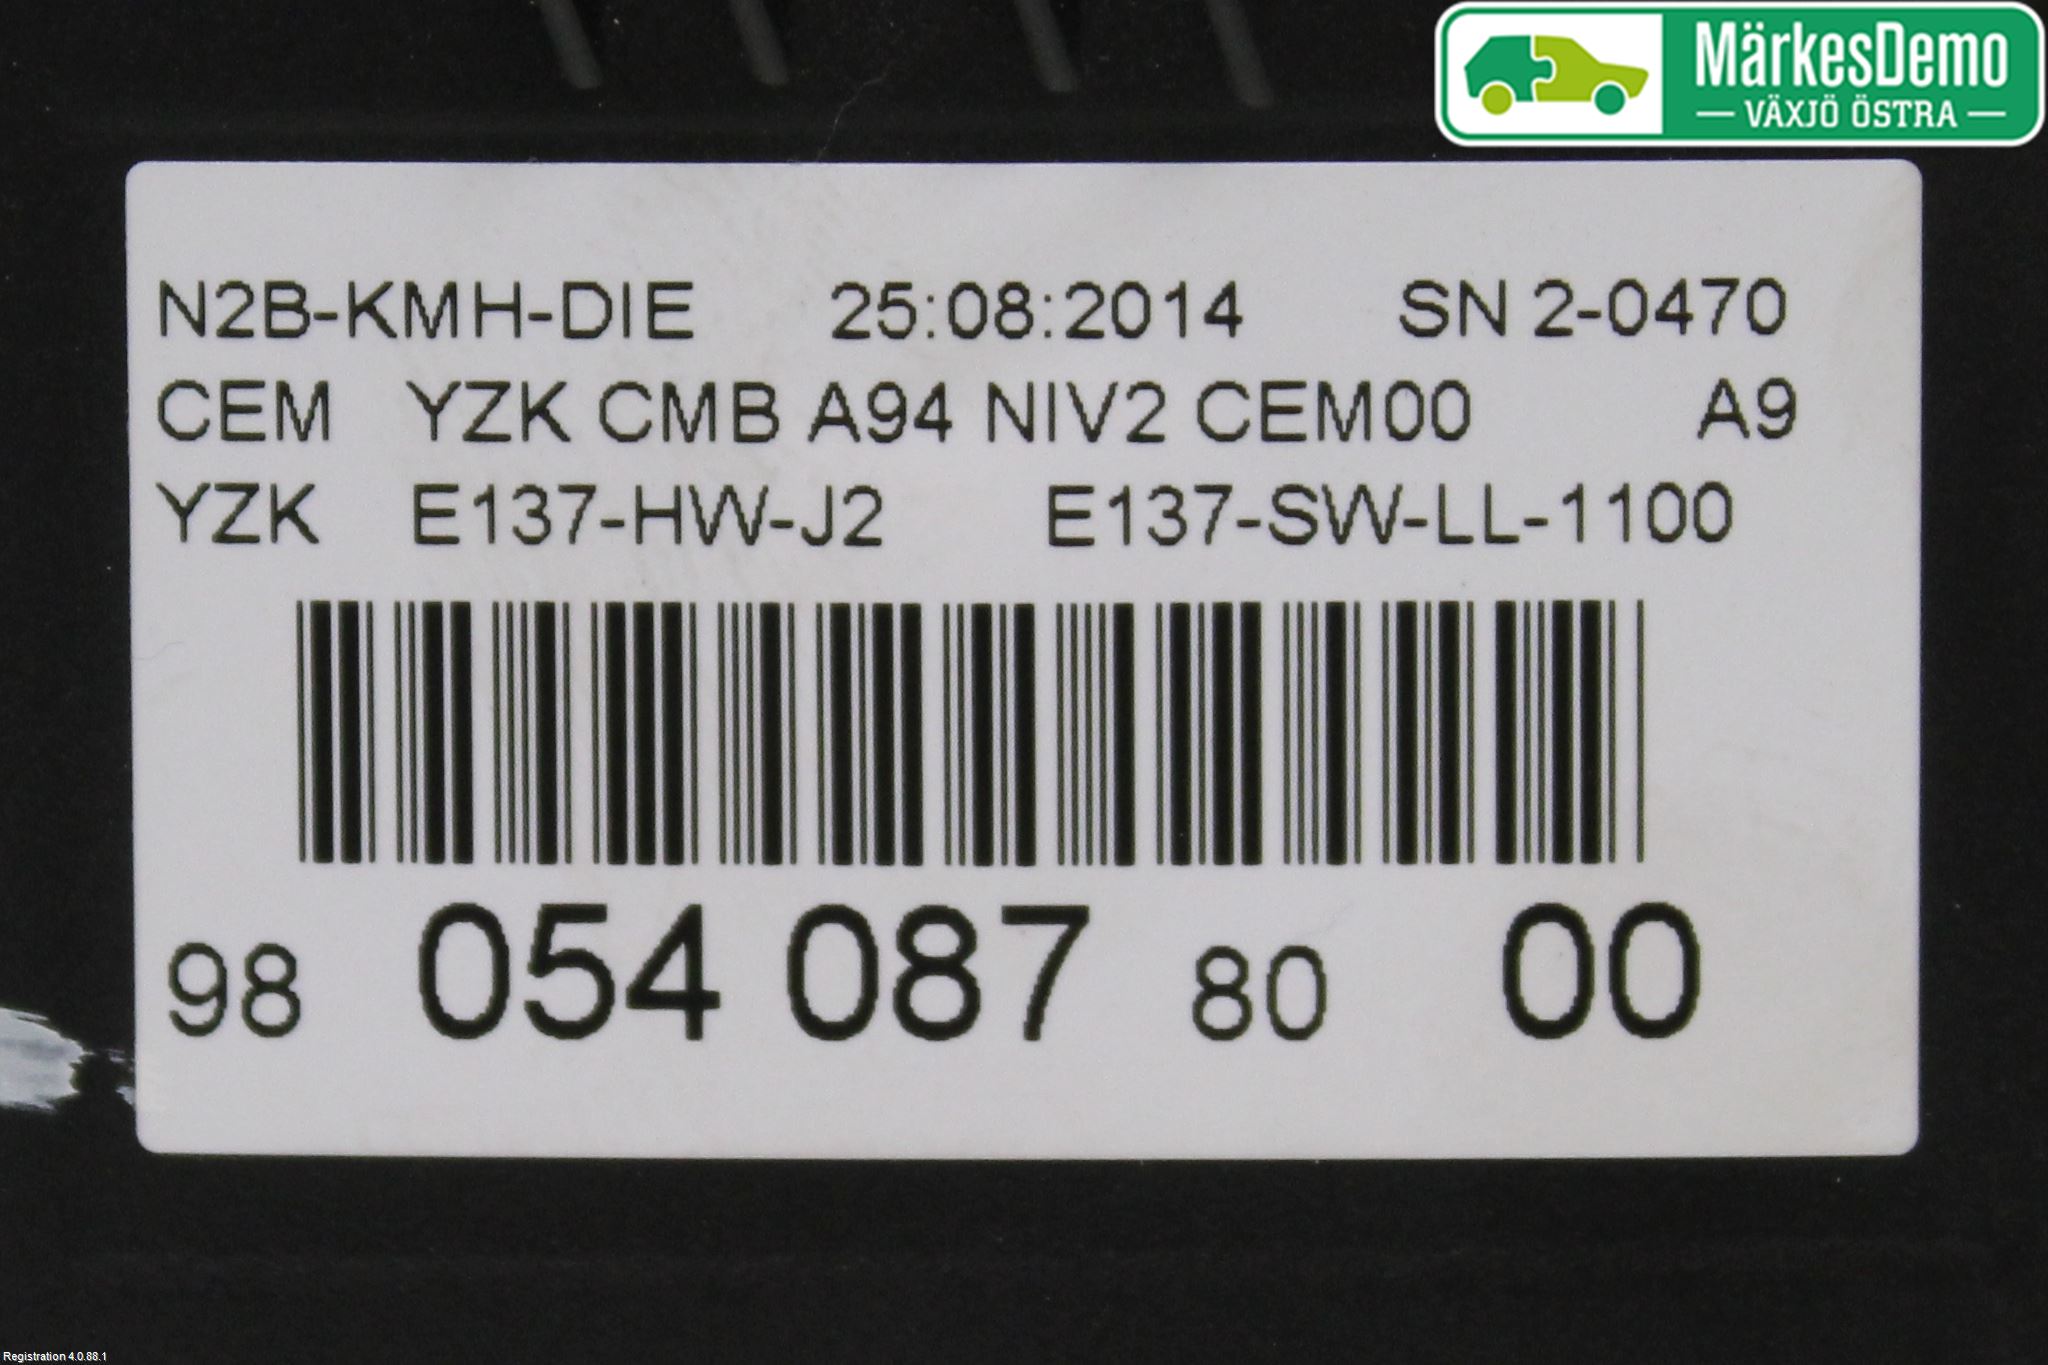 MärkesDemo
VÄXJÖ ÖSTRA
N2B-KMH-DIE 25:08:2014 SN 2-0470
CEM YZK CMB A94 NIV2 CEM00 A9
YZK E137-HW-J2 E137-SW-LL-1100
98 054 087 80 00
Registration 4.0.88.1